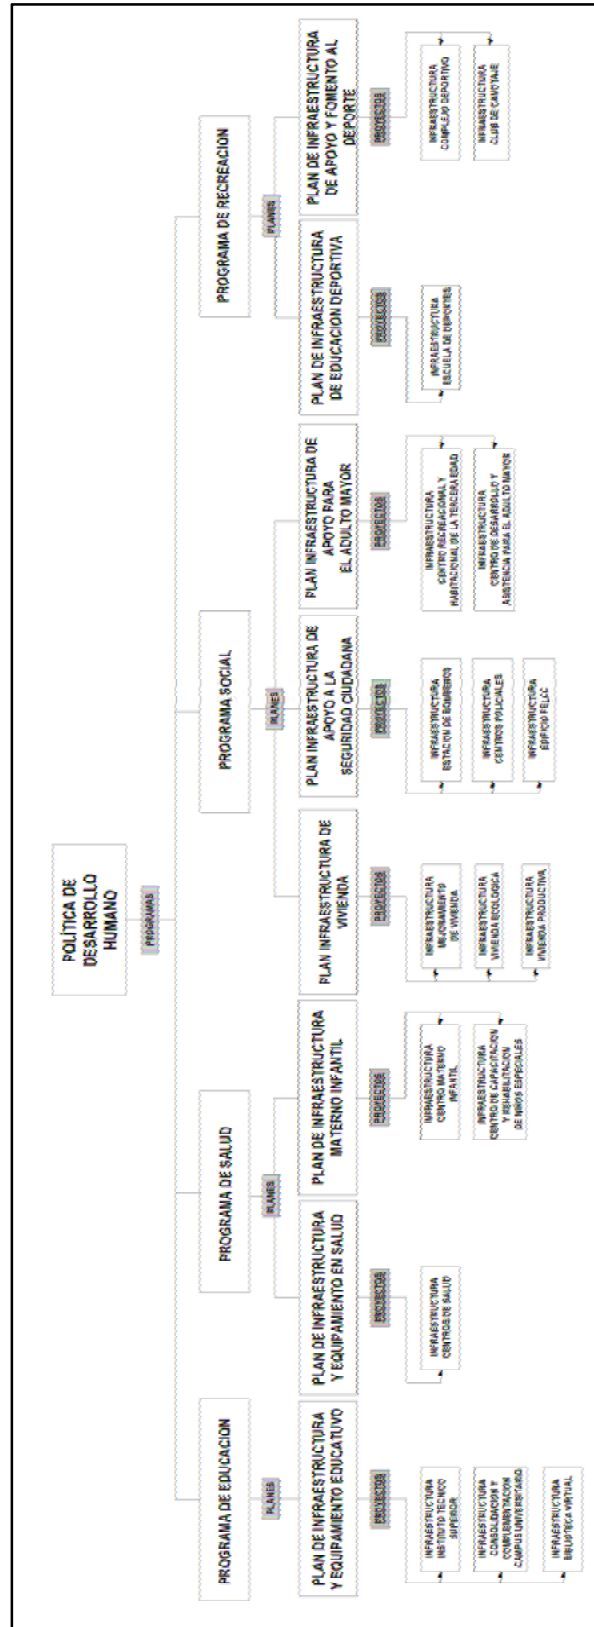 POLÍTICA DE
DESARROLLO
HUMANO
PROGRAMAS
PROGRAMA DE EDUCACION
PROGRAMA DE SALUD
PROGRAMA SOCIAL
PROGRAMA DE RECREACION
PLANES
PLANES
PLANES
PLANES
PLAN DE INFRAESTRUCTURA
Y EQUIPAMIENTO EDUCATUVO
PLAN DE INFRAESTRUCTURA
Y EQUIPAMIENTO EN SALUD
PLAN DE INFRAESTRUCTURA
MATERNO INFANTIL
PLAN INFRAESTRUCTURA DE
VIVIENDA
PLAN INFRAESTRUCTURA DE
APOYO A LA
SEGURIDAD CIUDADANA
PLAN INFRAESTRUCTURA DE
APOYO PARA
EL ADULTO MAYOR
PLAN DE INFRAESTRUCTURA
DE EDUCACION DEPORTIVA
PLAN DE INFRAESTRUCTURA
DE APOYO Y FOMENTO AL
DEPORTE
PROYECTOS
PROYECTOS
PROYECTOS
PROYECTOS
PROYECTOS
PROYECTOS
PROYECTOS
PROYECTOS
INFRAESTRUCTURA
INSTITUTO TECNICO
SUPERIOR
INFRAESTRUCTURA
CONSOLIDACION Y
COMPLEMENTACION
CAMPUS UNIVERSITARIO
INFRAESTRUCTURA
BIBLIOTECA VIRTUAL
INFRAESTRUCTURA
CENTROS DE SALUD
INFRAESTRUCTURA
CENTRO MATERNO
INFANTIL
INFRAESTRUCTURA
CENTRO DE CAPACITACION
Y REHABILITACION
DE NIÑOS ESPECIALES
INFRAESTRUCTURA
MEJORAMIENTO
DE VIVIENDA
INFRAESTRUCTURA
VIVIENDA ECOLOGICA
INFRAESTRUCTURA
VIVIENDA PRODUCTIVA
INFRAESTRUCTURA
ESTACION DE BOMBEROS
INFRAESTRUCTURA
CENTROS POLICIALES
INFRAESTRUCTURA
EDIFICIO FELCC
INFRAESTRUCTURA
CENTRO RECREACIONAL Y
HABITACIONAL DE LA TERCERA EDAD
INFRAESTRUCTURA
CENTRO DE DESARROLLO Y
ASISTENCIA PARA EL ADULTO MAYOR
INFRAESTRUCTURA
ESCUELA DE DEPORTES
INFRAESTRUCTURA
COMPLEJO DEPORTIVO
INFRAESTRUCTURA
CLUB DE CANOTAJE